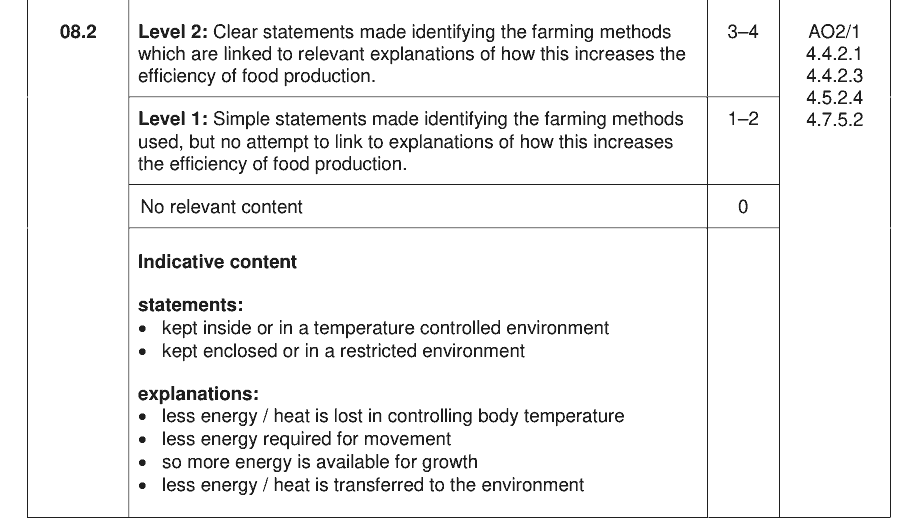 08.2
Level 2: Clear statements made identifying the farming methods
which are linked to relevant explanations of how this increases the
efficiency of food production.
3–4
AO2/1
4.4.2.1
4.4.2.3
4.5.2.4
4.7.5.2
Level 1: Simple statements made identifying the farming methods
used, but no attempt to link to explanations of how this increases
the efficiency of food production.
1–2
No relevant content
0
Indicative content
statements:
• kept inside or in a temperature controlled environment
• kept enclosed or in a restricted environment
explanations:
• less energy / heat is lost in controlling body temperature
• less energy required for movement
• so more energy is available for growth
• less energy / heat is transferred to the environment